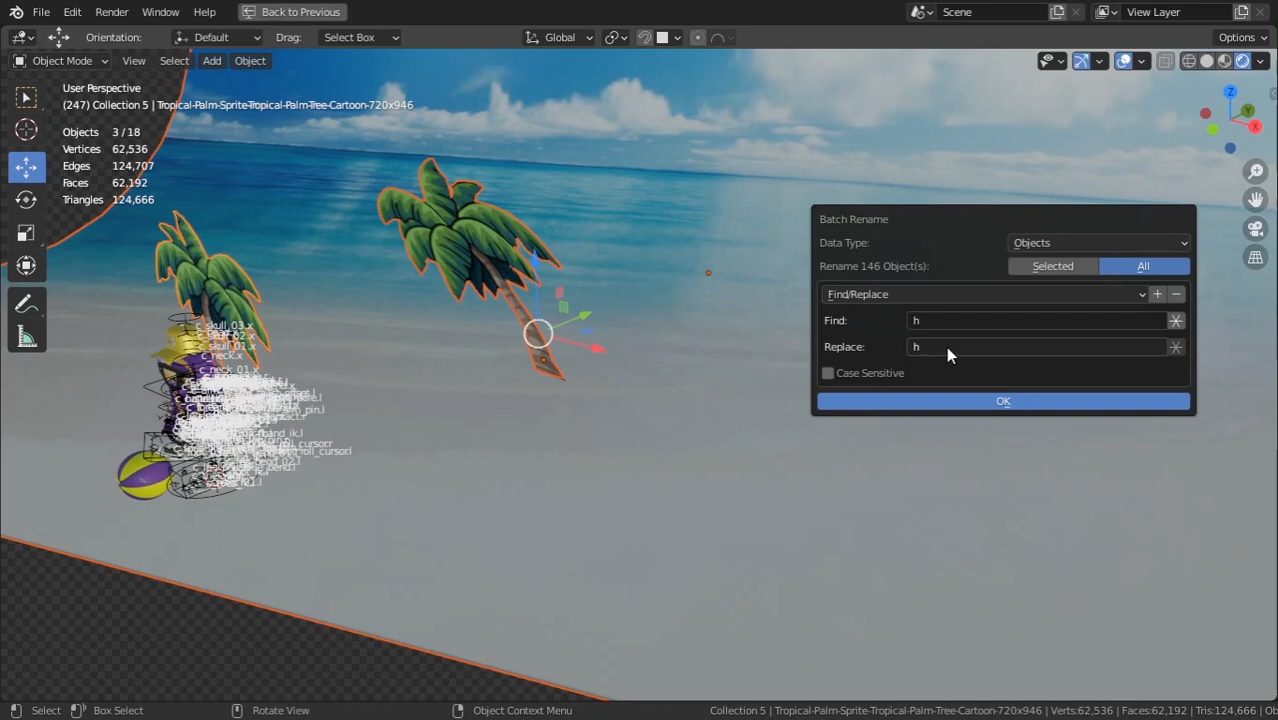 File Edit Render Window Help Back to Previous Scene View Layer
Orientation: Default Drag: Select Box Global Options
Object Mode View Select Add Object
User Perspective
(247) Collection 5 | Tropical-Palm-Sprite-Tropical-Palm-Tree-Cartoon-720x946
Objects 3 / 18
Vertices 62,536
Edges 124,707
Faces 62,192
Triangles 124,666
Z
Y
X
Batch Rename
Data Type: Objects
Rename 146 Object(s): Selected All
Find/Replace
Find: h
Replace: h
Case Sensitive
OK
c_skull_03.x
c_skull_01.x
c_neck.x
c_neck_01.x
Select Box Select Rotate View Object Context Menu Collection 5 | Tropical-Palm-Sprite-Tropical-Palm-Tree-Cartoon-720x946 | Verts:62,536 | Faces:62,192 | Tris:124,666 | Ob